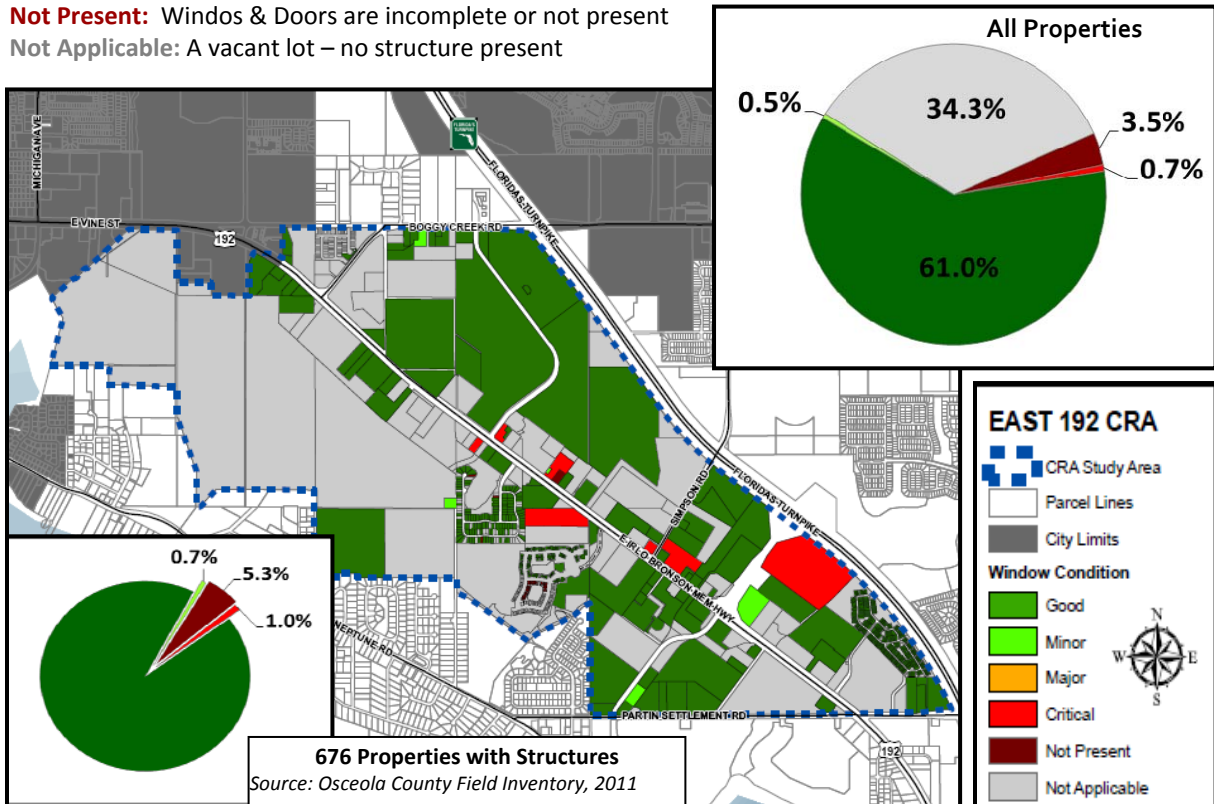 Not Present: Windos & Doors are incomplete or not present
Not Applicable: A vacant lot – no structure present
All Properties
0.5%
34.3%
3.5%
0.7%
61.0%
MICHIGAN AVE
FLORIDA'S
TURNPIKE
FLORIDAS-TURNPIKE
E VINE ST
192
BOGGY CREEK RD
SIMPSON RD
FLORIDAS-TURNPIKE
E IRLO BRONSON MEM HWY
NEPTUNE RD
PARTIN SETTLEMENT RD
192
0.7%
5.3%
1.0%
676 Properties with Structures
Source: Osceola County Field Inventory, 2011
EAST 192 CRA
CRA Study Area
Parcel Lines
City Limits
Window Condition
Good
Minor
Major
Critical
Not Present
Not Applicable
N
W
E
S